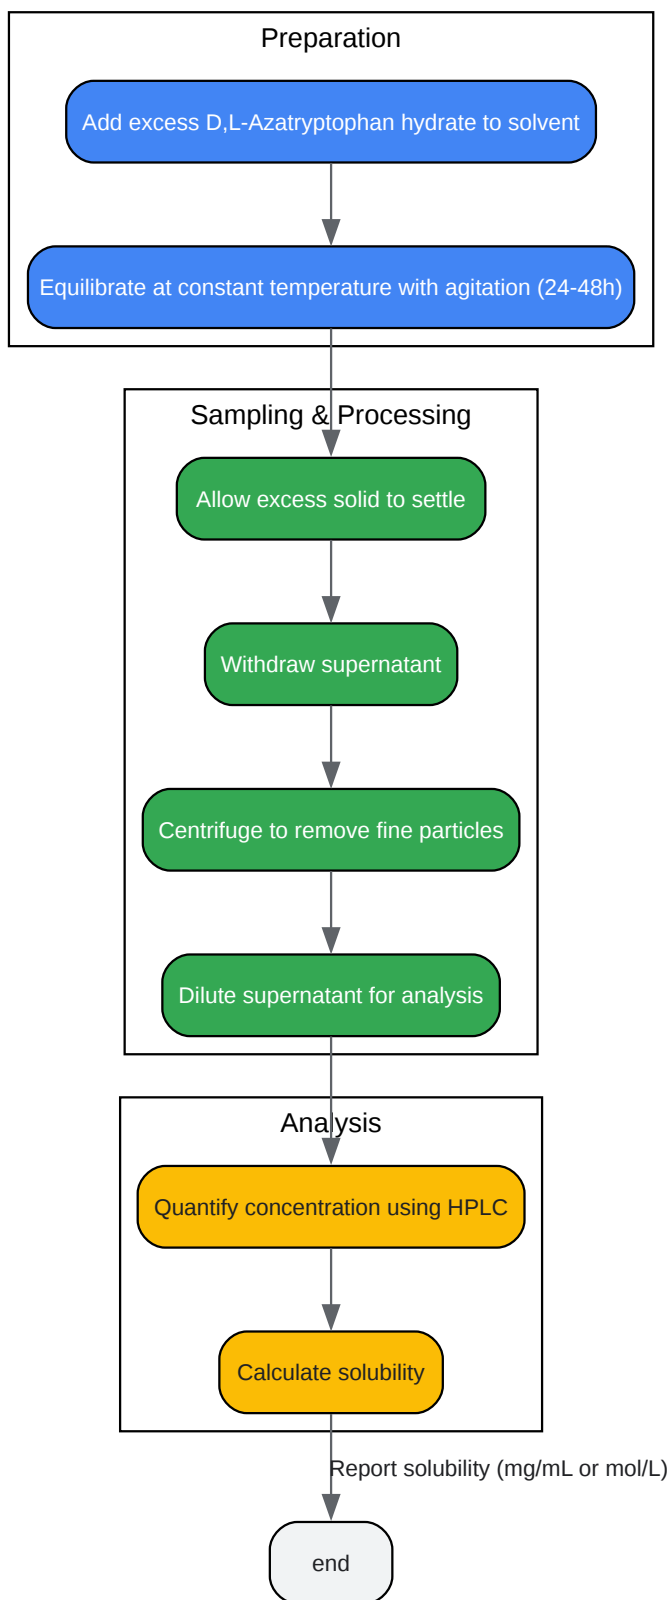 Preparation
Add excess D,L-Azatryptophan hydrate to solvent
Equilibrate at constant temperature with agitation (24-48h)
Sampling & Processing
Allow excess solid to settle
Withdraw supernatant
Centrifuge to remove fine particles
Dilute supernatant for analysis
Analysis
Quantify concentration using HPLC
Calculate solubility
Report solubility (mg/mL or mol/L)
end